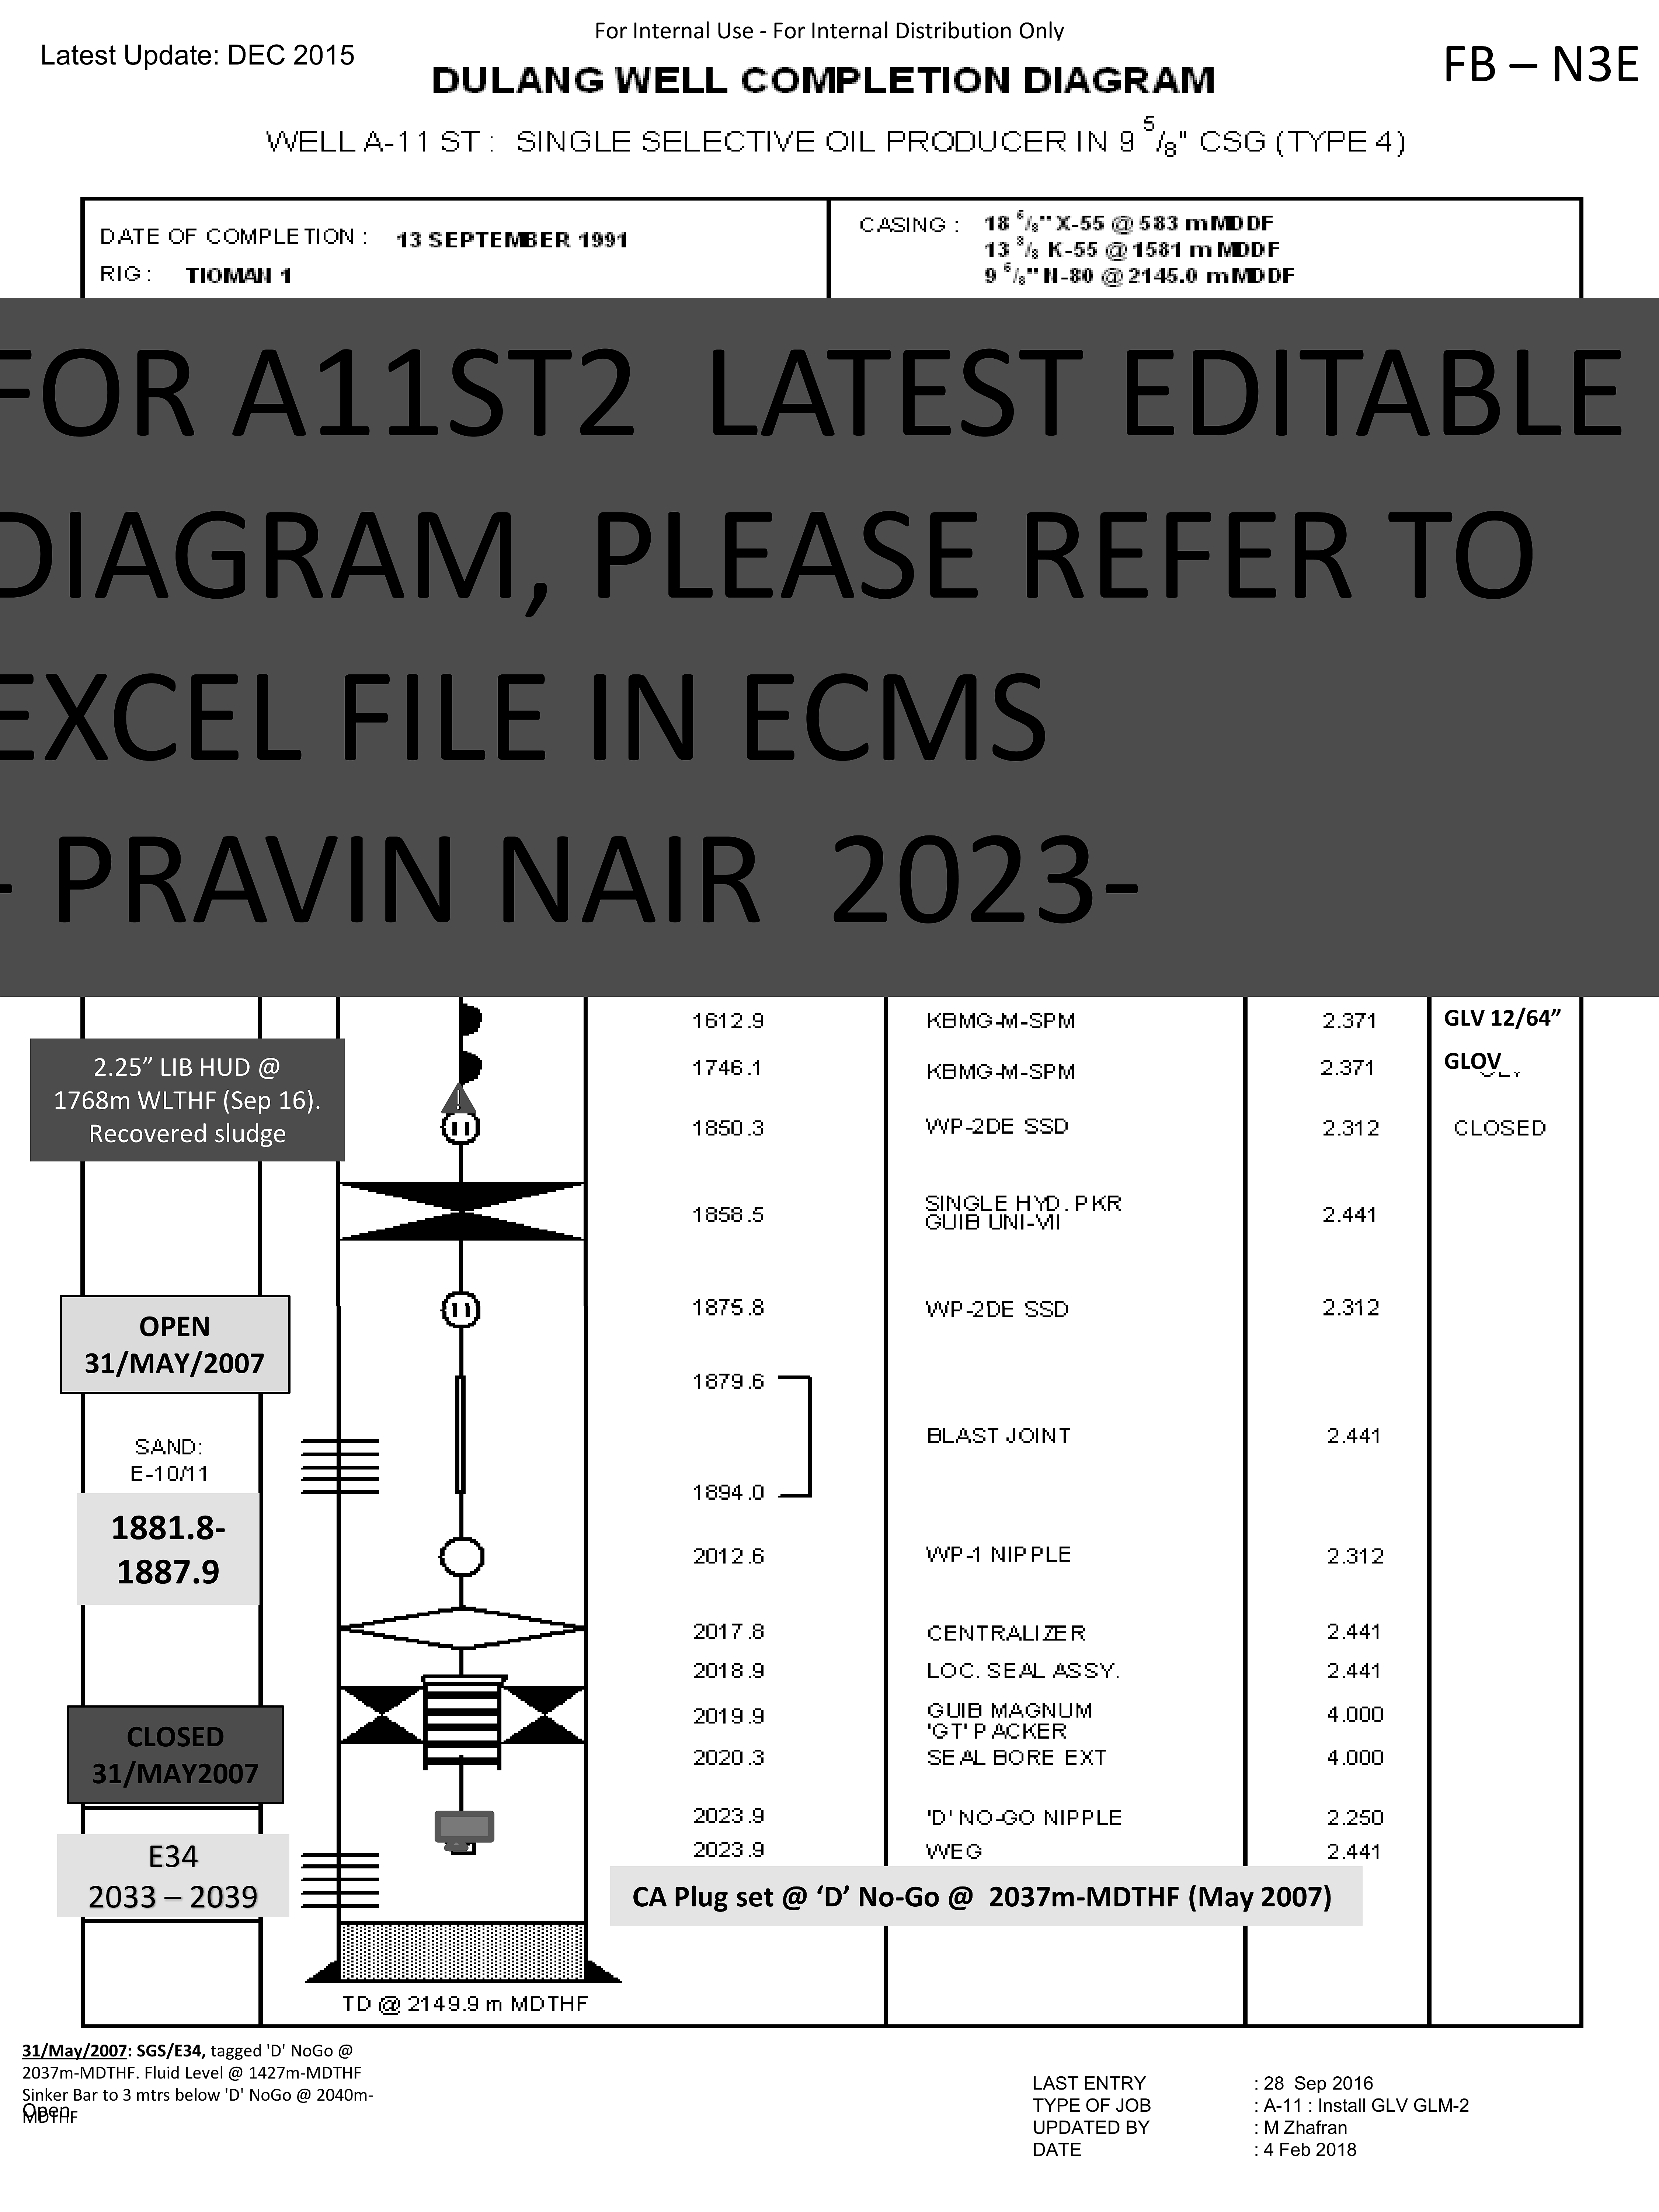 For Internal Use - For Internal Distribution Only
Latest Update: DEC 2015
FB – N3E
DULANG WELL COMPLETION DIAGRAM
WELL A-11 ST : SINGLE SELECTIVE OIL PRODUCER IN 9 5/8" CSG (TYPE 4)
DATE OF COMPLETION : 13 SEPTEMBER 1991
RIG : TIOMAN 1
CASING : 18 5/8" X-55 @ 583 mMDDF
13 3/8 K-55 @ 1581 mMDDF
9 5/8" N-80 @ 2145.0 mMDDF
FOR A11ST2 LATEST EDITABLE
DIAGRAM, PLEASE REFER TO
EXCEL FILE IN ECMS
- PRAVIN NAIR 2023-
1612.9 KBMG-M-SPM 2.371 GLV 12/64”
2.25” LIB HUD @
1768m WLTHF (Sep 16).
Recovered sludge
1746.1 KBMG-M-SPM 2.371 GLOV
1850.3 WP-2DE SSD 2.312 CLOSED
1858.5 SINGLE HYD. PKR
GUIB UNI-VII 2.441
OPEN
31/MAY/2007
1875.8 WP-2DE SSD 2.312
1879.6
BLAST JOINT 2.441
1894.0
SAND:
E-10/11
1881.8-
1887.9
2012.6 WP-1 NIPPLE 2.312
2017.8 CENTRALIZER 2.441
2018.9 LOC. SEAL ASSY. 2.441
2019.9 GUIB MAGNUM
'GT' PACKER 4.000
CLOSED
31/MAY2007
2020.3 SEAL BORE EXT 4.000
2023.9 'D' NO-GO NIPPLE 2.250
2023.9 WEG 2.441
E34
2033 – 2039
CA Plug set @ ‘D’ No-Go @ 2037m-MDTHF (May 2007)
TD @ 2149.9 m MDTHF
31/May/2007: SGS/E34, tagged 'D' NoGo @
2037m-MDTHF. Fluid Level @ 1427m-MDTHF
Sinker Bar to 3 mtrs below 'D' NoGo @ 2040m-
MDTHF
Open
LAST ENTRY : 28 Sep 2016
TYPE OF JOB : A-11 : Install GLV GLM-2
UPDATED BY : M Zhafran
DATE : 4 Feb 2018